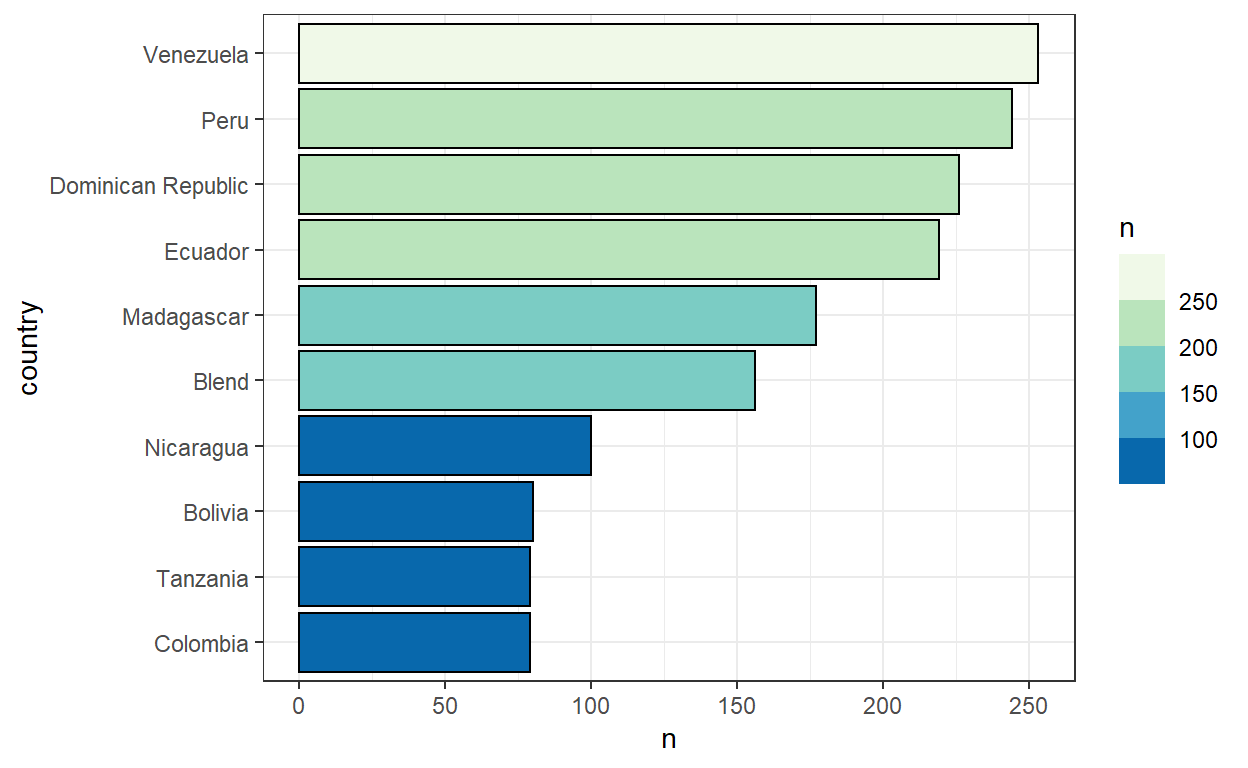 Venezuela
Peru
Dominican Republic
Ecuador
Madagascar
Blend
Nicaragua
Bolivia
Tanzania
Colombia
country
0 50 100 150 200 250
n
n
250
200
150
100